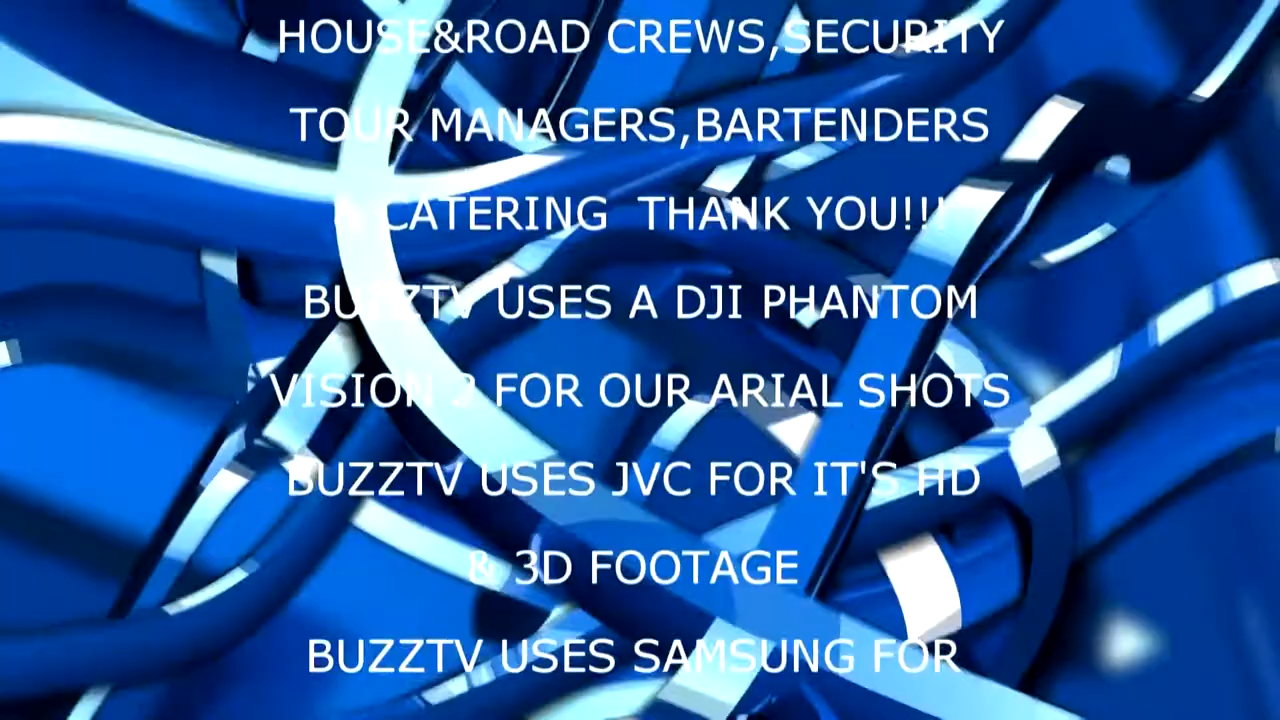 HOUSE&ROAD CREWS,SECURITY
TOUR MANAGERS,BARTENDERS
& CATERING THANK YOU!!!
BUZZTV USES A DJI PHANTOM
VISION 2 FOR OUR ARIAL SHOTS
BUZZTV USES JVC FOR IT'S HD
& 3D FOOTAGE
BUZZTV USES SAMSUNG FOR